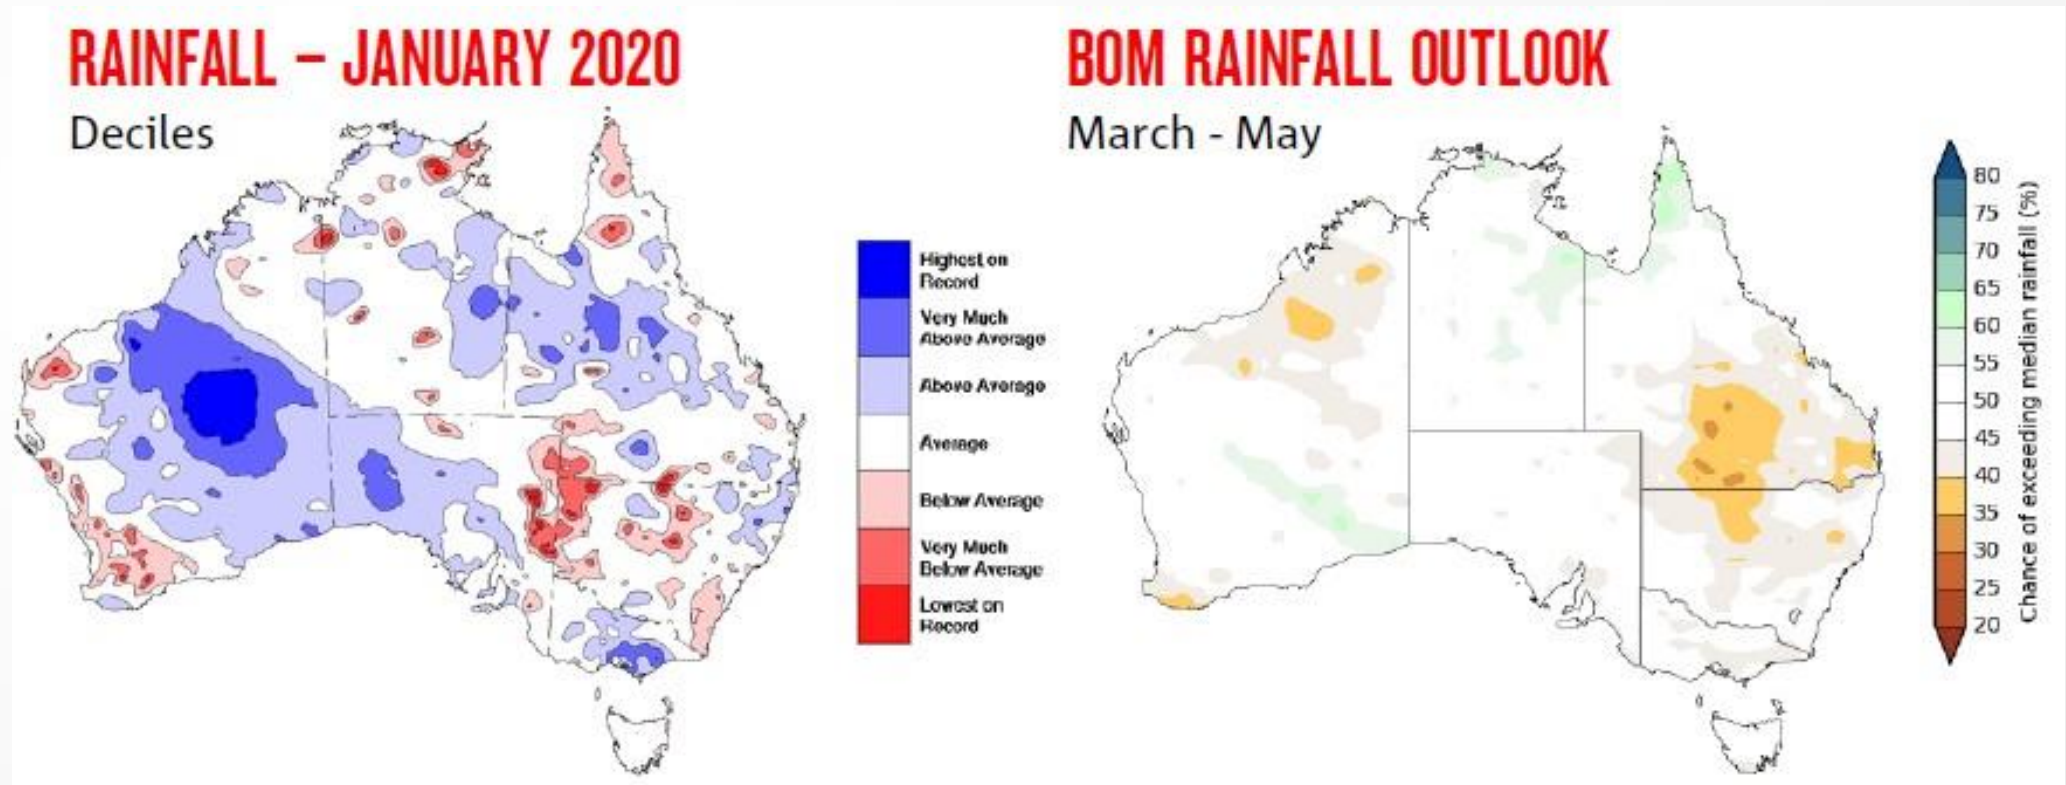 RAINFALL – JANUARY 2020
Deciles
Highest on
Record
Very Much
Above Average
Above Average
Average
Below Average
Very Much
Below Average
Lowest on
Record
BOM RAINFALL OUTLOOK
March - May
80
75
70
65
60
55
50
45
40
35
30
25
20
Chance of exceeding median rainfall (%)